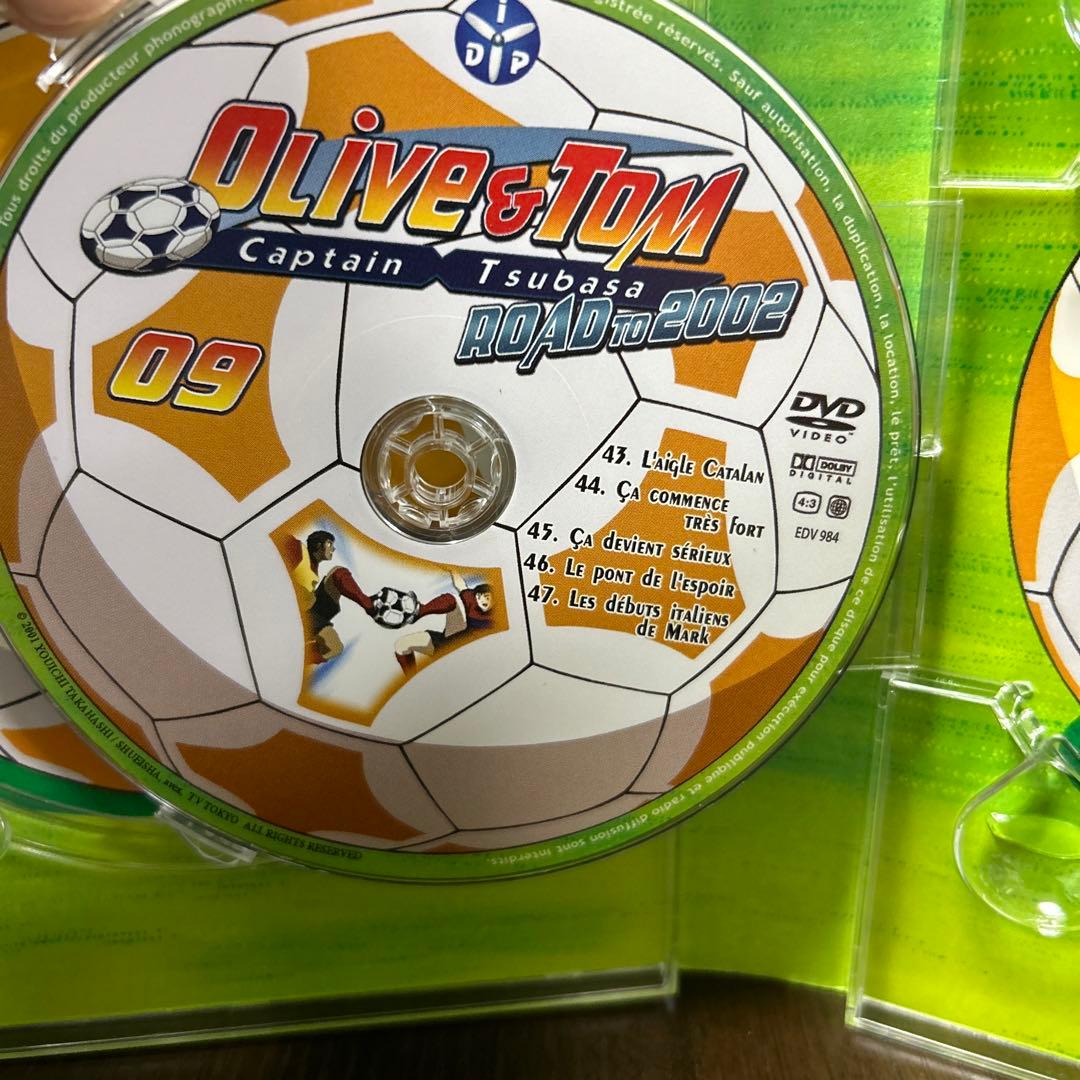 iDP
Tous droits du producteur phonographiq
gistrée réservés. Sauf autorisation, la duplication, la location, le prêt, l'utilisation de ce disque pour exécution publique et radio diffusion sont interdits.
OLiVE & TOM
Captain Tsubasa
ROAD TO 2002
09
DVD
VIDEO™
DOLBY
DIGITAL
4:3
EDV 984
43. L'aigle Catalan
44. Ça commence
très fort
45. Ça devient sérieux
46. Le pont de l'espoir
47. Les débuts italiens
de Mark
© 2001 YOUICHI TAKAHASHI / SHUEISHA, avex, TV TOKYO ALL RIGHTS RESERVED